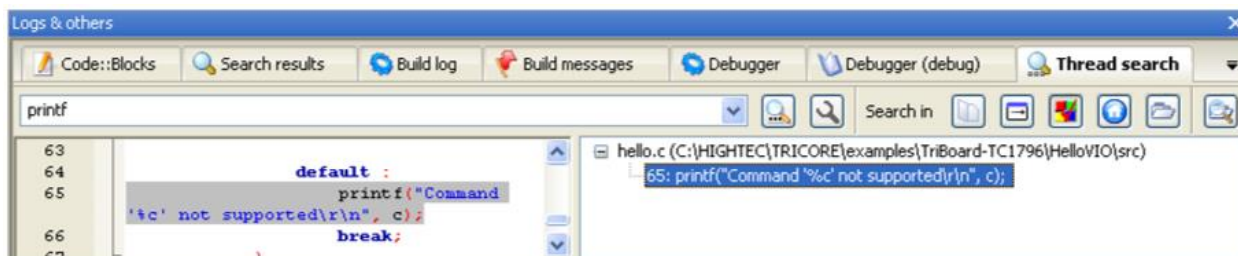 Logs & others
Code::Blocks Search results Build log Build messages Debugger Debugger (debug) Thread search
printf Search in
63
64 default :
65 printf("Command
'%c' not supported\r\n", c);
66 break;
67 }
hello.c (C:\HIGHTEC\TRICORE\examples\TriBoard-TC1796\HelloVIO\src)
65: printf("Command '%c' not supported\r\n", c);